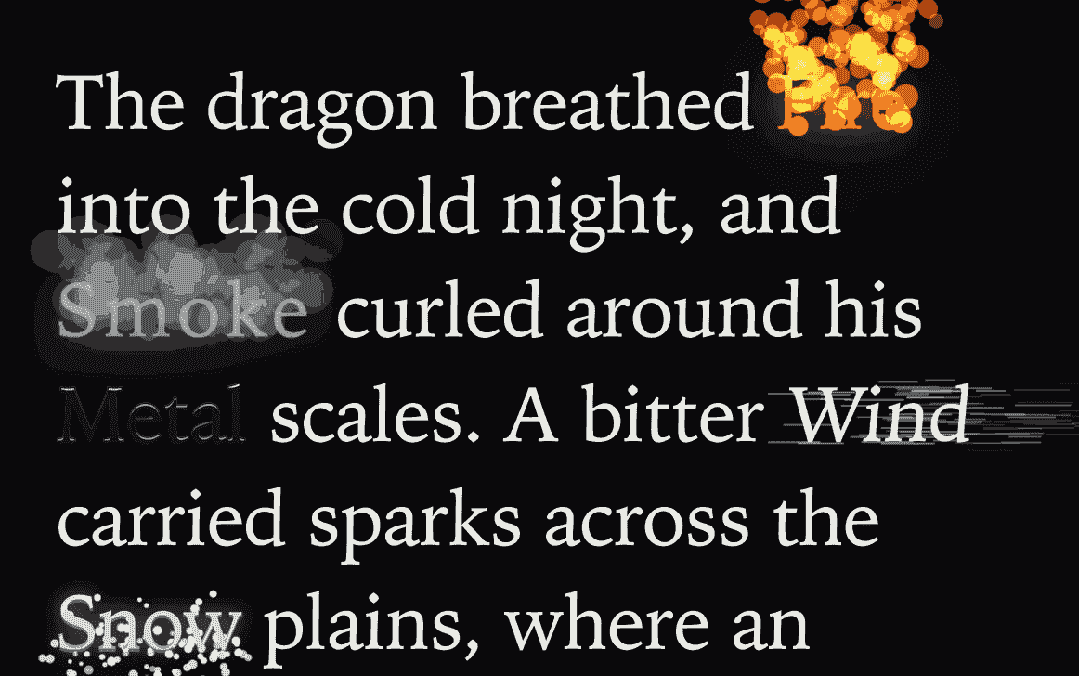 The dragon breathed Fire
into the cold night, and
Smoke curled around his
Metal scales. A bitter Wind
carried sparks across the
Snow plains, where an